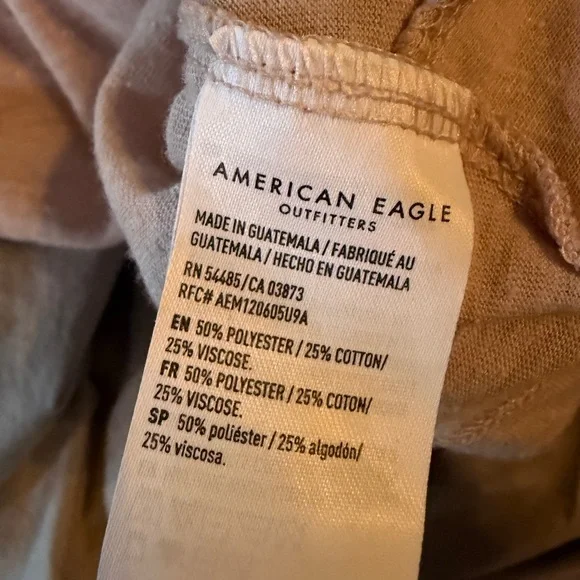 AMERICAN EAGLE
OUTFITTERS
MADE IN GUATEMALA / FABRIQUÉ AU
GUATEMALA / HECHO EN GUATEMALA
RN 54485/CA 03873
RFC# AEM120605U9A
EN 50% POLYESTER / 25% COTTON/
25% VISCOSE.
FR 50% POLYESTER / 25% COTON/
25% VISCOSE.
SP 50% poliéster / 25% algodón/
25% viscosa.